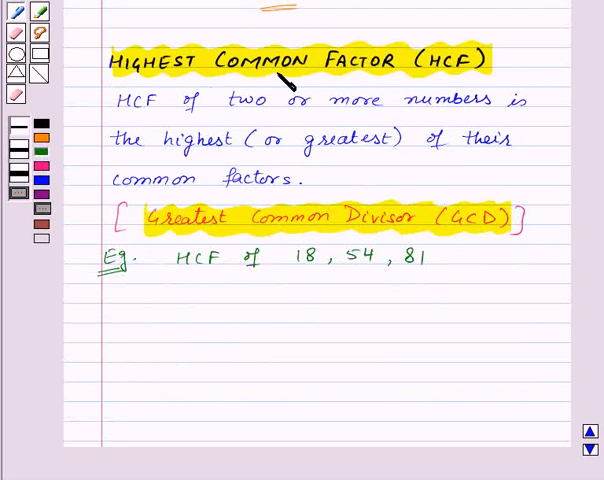 HIGHEST COMMON FACTOR (HCF)
HCF of two or more numbers is
the highest (or greatest) of their
common factors.
[ Greatest Common Divisor (GCD) ]
Eg. HCF of 18, 54, 81